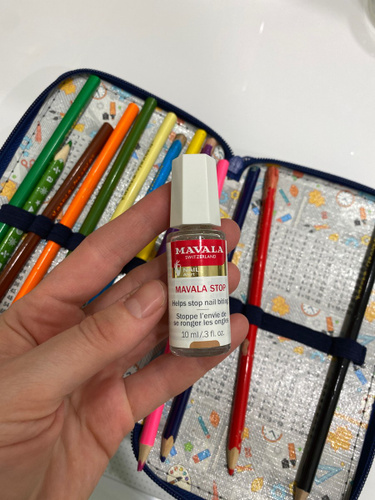 MAVALA
SWITZERLAND
MAVALA STOP
Helps stop nail biting
Stoppe l'envie de
se ronger les ongles
10 ml/.3 fl. oz.